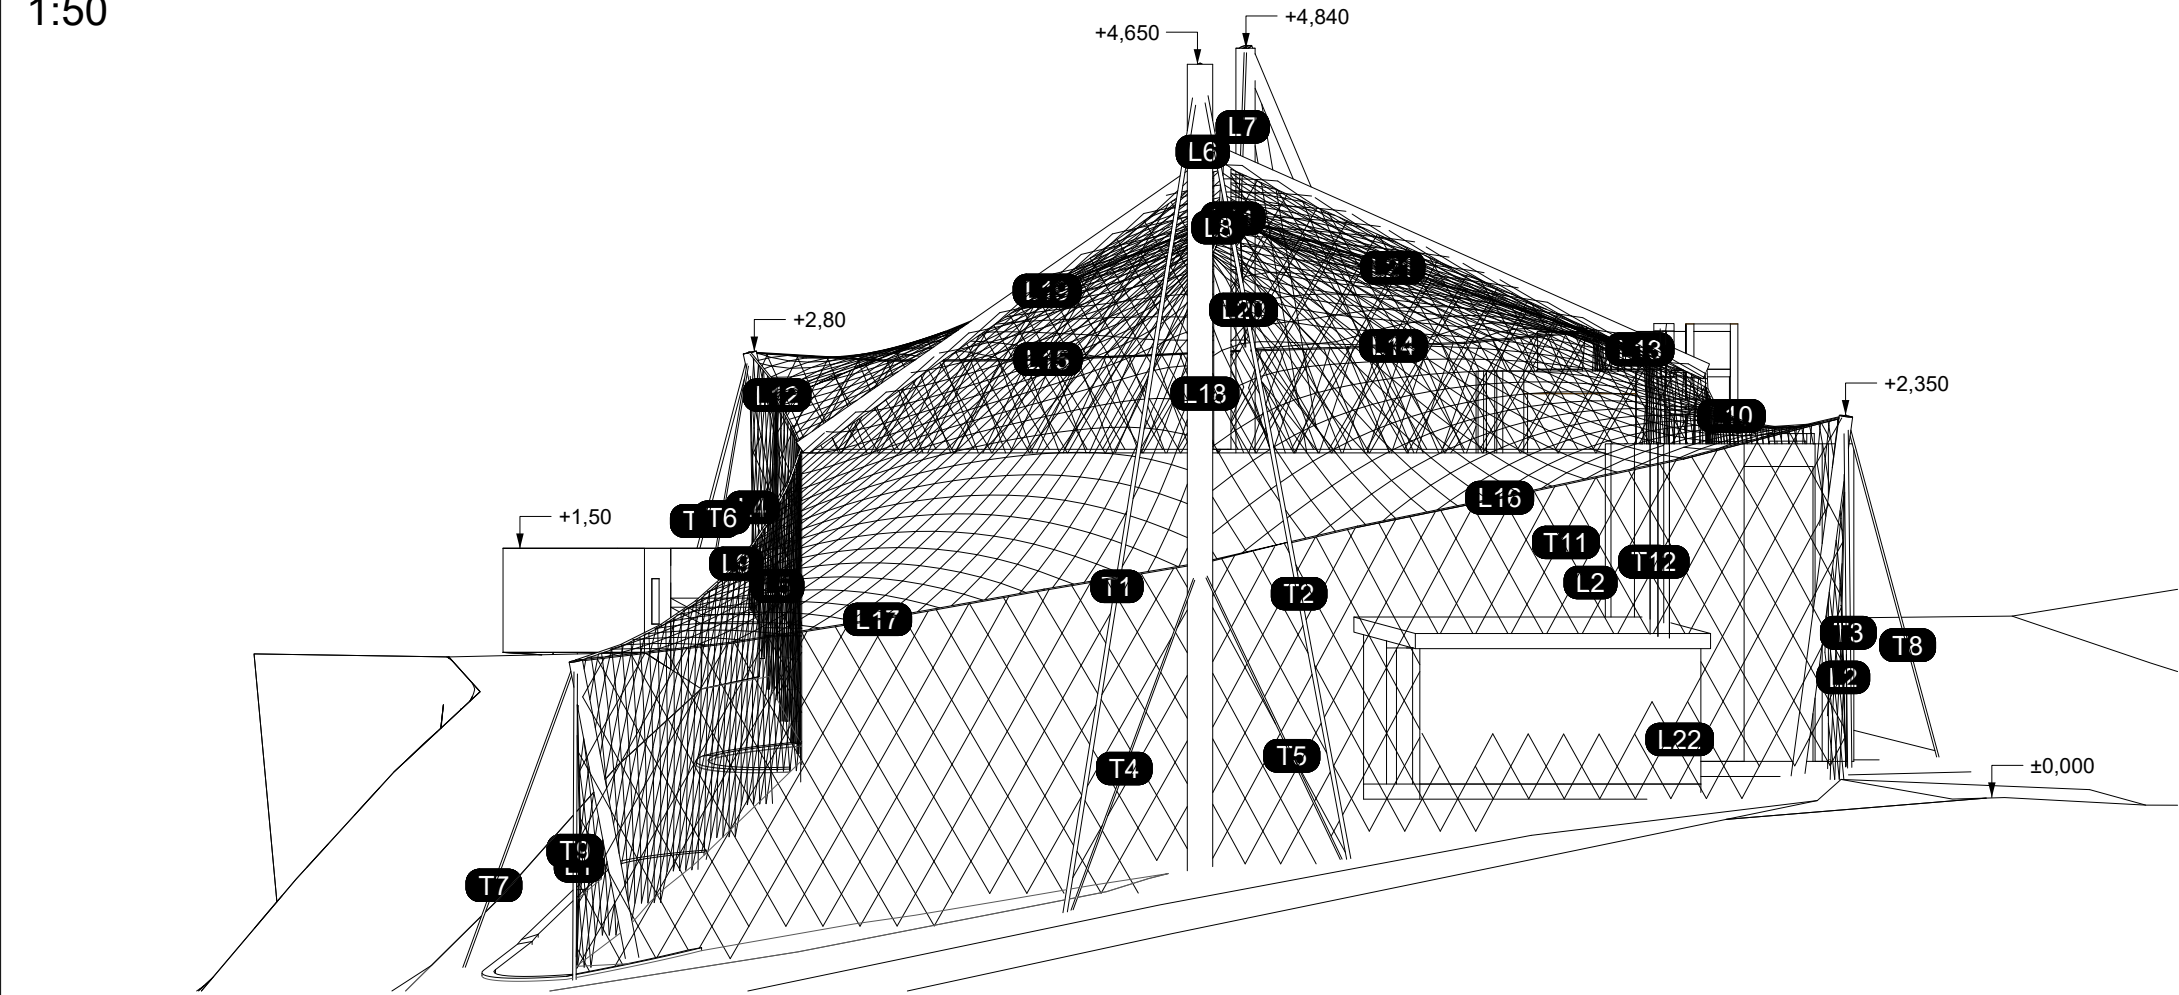 1:50
+4,840
+4,650
L7
L6
L8
L21
L19
L20
+2,80
L14
L13
L15
+2,350
L12
L18
L10
L16
+1,50
T6
T11
T12
L9
L2
T1
T2
L17
T3
T8
L2
L22
T5
T4
±0,000
T9
T7